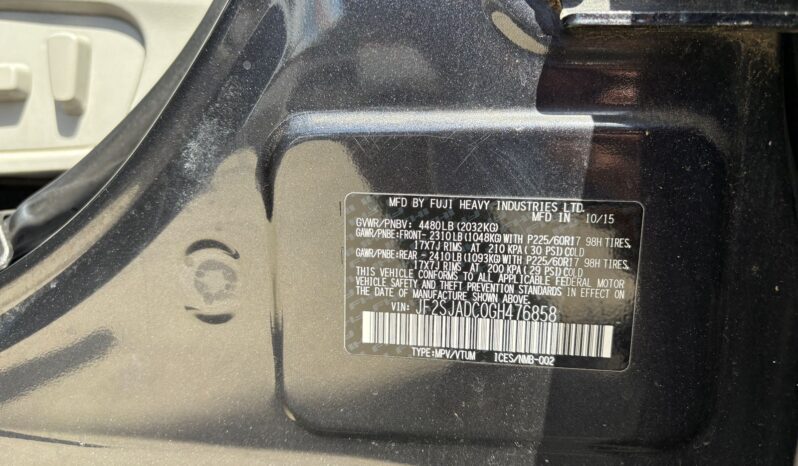 MFD BY FUJI HEAVY INDUSTRIES LTD.
MFD IN 10/15
GVWR/PNBV: 4480LB (2032KG)
GAWR/PNBE:FRONT- 2310LB (1048KG) WITH P225/60R17 98H TIRES,
17X7J RIMS AT 210 KPA (30 PSI) COLD
GAWR/PNBE:REAR - 2410LB (1093KG) WITH P225/60R17 98H TIRES,
17X7J RIMS AT 200 KPA (29 PSI) COLD
THIS VEHICLE CONFORMS TO ALL APPLICABLE FEDERAL MOTOR
VEHICLE SAFETY AND THEFT PREVENTION STANDARDS IN EFFECT ON
THE DATE OF MANUFACTURE SHOWN ABOVE.
VIN: JF2SJADC0GH476858
TYPE:MPV/VTUM ICES/NMB-002